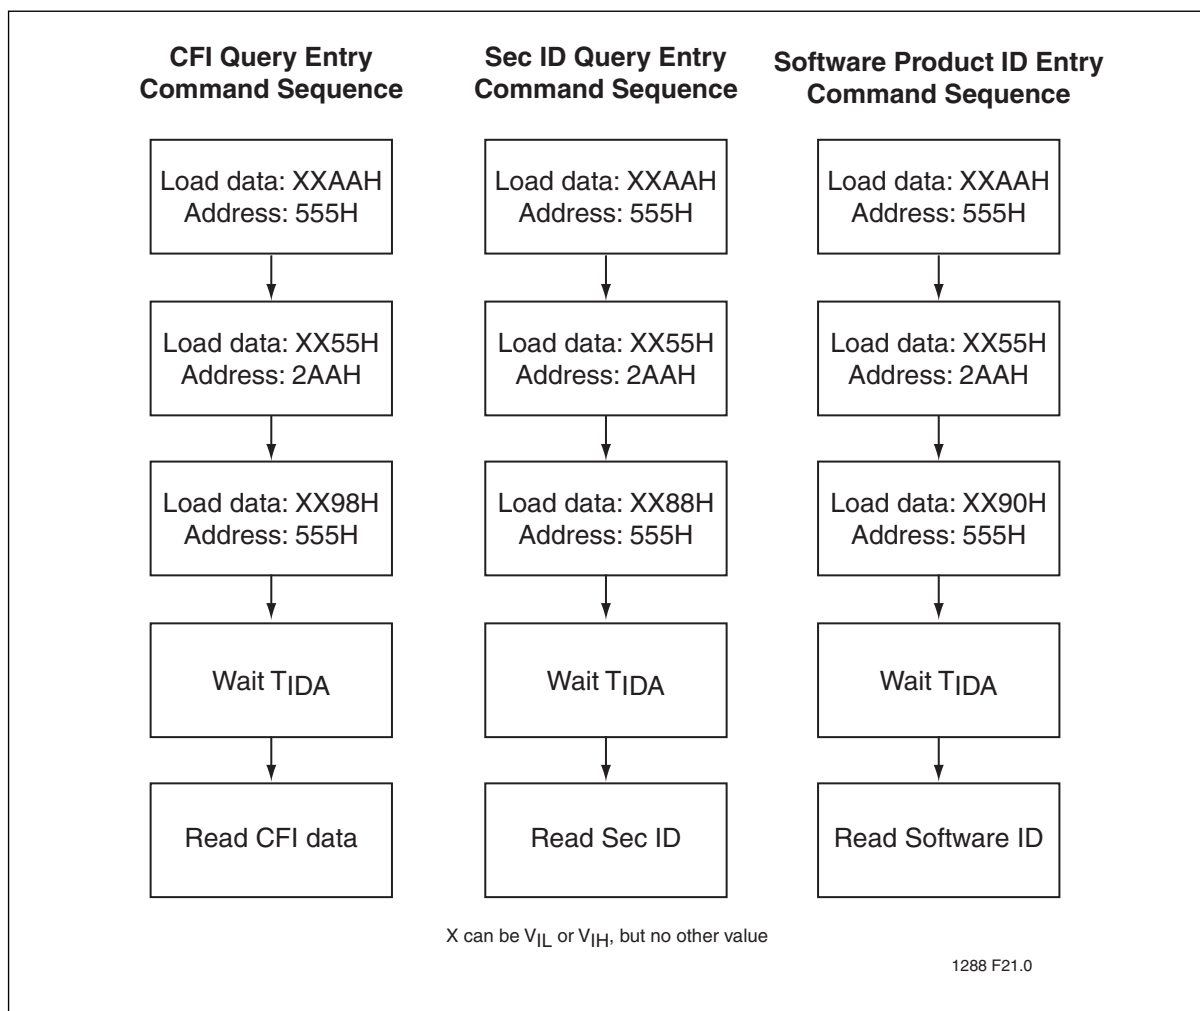 CFI Query Entry
Command Sequence
Load data: XXAAH
Address: 555H
Load data: XX55H
Address: 2AAH
Load data: XX98H
Address: 555H
Wait TIDA
Read CFI data
Sec ID Query Entry
Command Sequence
Load data: XXAAH
Address: 555H
Load data: XX55H
Address: 2AAH
Load data: XX88H
Address: 555H
Wait TIDA
Read Sec ID
Software Product ID Entry
Command Sequence
Load data: XXAAH
Address: 555H
Load data: XX55H
Address: 2AAH
Load data: XX90H
Address: 555H
Wait TIDA
Read Software ID
X can be VIL or VIH, but no other value
1288 F21.0